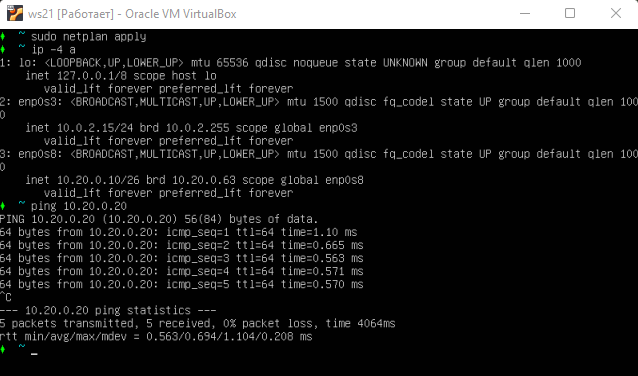 ws21 [Работает] - Oracle VM VirtualBox
~ sudo netplan apply
~ ip -4 a
1: lo: <LOOPBACK,UP,LOWER_UP> mtu 65536 qdisc noqueue state UNKNOWN group default qlen 1000
inet 127.0.0.1/8 scope host lo
valid_lft forever preferred_lft forever
2: enp0s3: <BROADCAST,MULTICAST,UP,LOWER_UP> mtu 1500 qdisc fq_codel state UP group default qlen 100
0
inet 10.0.2.15/24 brd 10.0.2.255 scope global enp0s3
valid_lft forever preferred_lft forever
3: enp0s8: <BROADCAST,MULTICAST,UP,LOWER_UP> mtu 1500 qdisc fq_codel state UP group default qlen 100
0
inet 10.20.0.10/26 brd 10.20.0.63 scope global enp0s8
valid_lft forever preferred_lft forever
~ ping 10.20.0.20
PING 10.20.0.20 (10.20.0.20) 56(84) bytes of data.
64 bytes from 10.20.0.20: icmp_seq=1 ttl=64 time=1.10 ms
64 bytes from 10.20.0.20: icmp_seq=2 ttl=64 time=0.665 ms
64 bytes from 10.20.0.20: icmp_seq=3 ttl=64 time=0.563 ms
64 bytes from 10.20.0.20: icmp_seq=4 ttl=64 time=0.571 ms
64 bytes from 10.20.0.20: icmp_seq=5 ttl=64 time=0.570 ms
^C
--- 10.20.0.20 ping statistics ---
5 packets transmitted, 5 received, 0% packet loss, time 4064ms
rtt min/avg/max/mdev = 0.563/0.694/1.104/0.208 ms
~ _